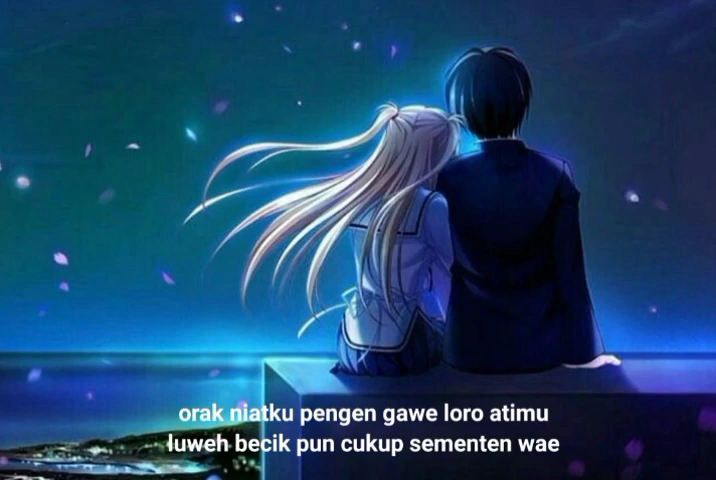 orak niatku pengen gawe loro atimu
luweh becik pun cukup sementen wae